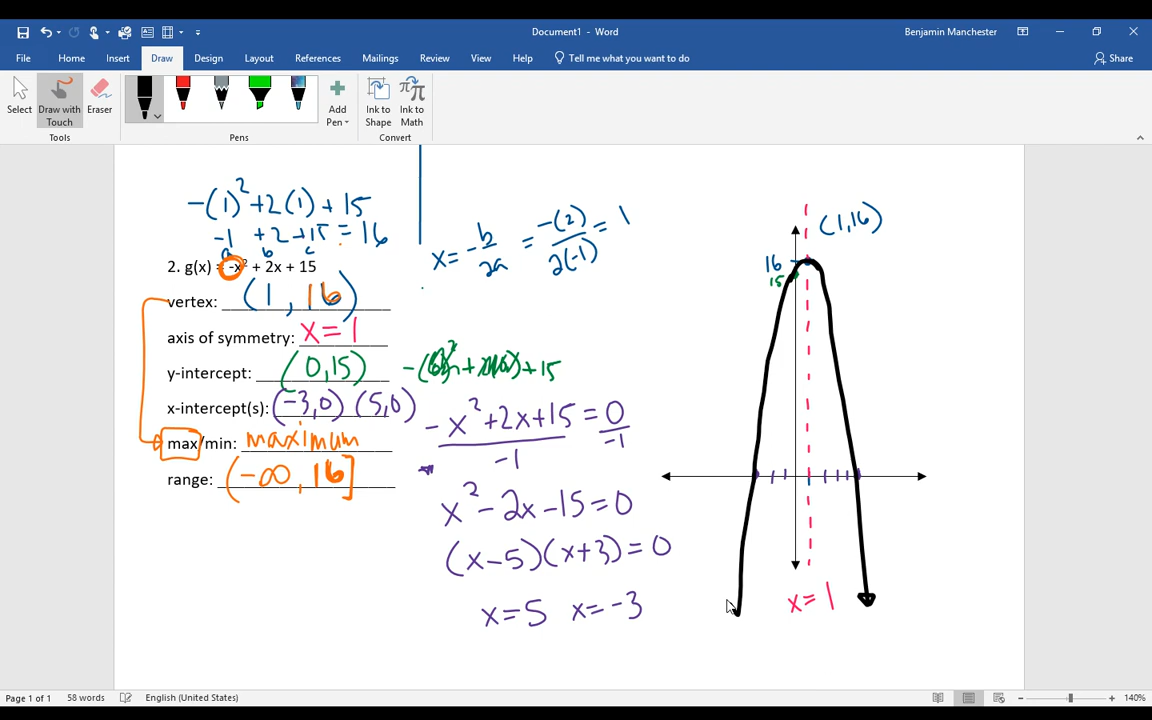 Document1 - Word
Benjamin Manchester
File Home Insert Draw Design Layout References Mailings Review View Help Tell me what you want to do Share
Select Draw with Touch Eraser Add Pen Ink to Shape Ink to Math
Tools Pens Convert
-(1)²+2(1)+15
-1 +2+15=16
a b c
2. g(x) = -x² + 2x + 15
x=-b/2a = -(2)/2(-1) = 1
vertex: (1, 16)
axis of symmetry: x=1
y-intercept: (0,15)
+15
x-intercept(s): (-3,0) (5,0)
max/min: maximum
range: (-∞, 16]
-x²+2x+15=0
-1 -1
x²-2x-15=0
(x-5)(x+3)=0
x=5 x=-3
(1,16)
16
15
x=1
Page 1 of 1 58 words English (United States) 140%